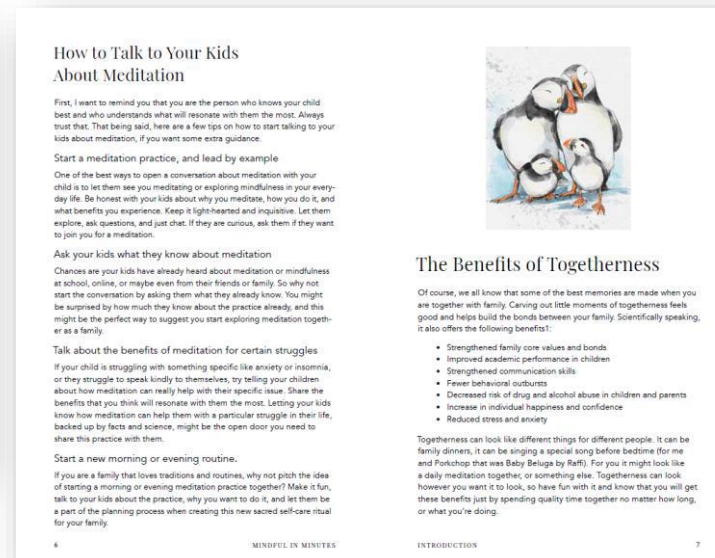 How to Talk to Your Kids
About Meditation
First, I want to remind you that you are the person who knows your child
best and who understands what will resonate with them the most. Always
trust that. That being said, here are a few tips on how to start talking to your
kids about meditation, if you want some extra guidance.
Start a meditation practice, and lead by example
One of the best ways to open a conversation about meditation with your
child is to let them see you meditating or exploring mindfulness in your every-
day life. Be honest with your kids about why you meditate, how you do it, and
what benefits you experience. Keep it light-hearted and inquisitive. Let them
explore, ask questions, and just chat. If they are curious, ask them if they want
to join you for a meditation.
Ask your kids what they know about meditation
Chances are your kids have already heard about meditation or mindfulness
at school, online, or maybe even from their friends or family. So why not
start the conversation by asking them what they already know. You might
be surprised by how much they know about the practice already, and this
might be the perfect way to suggest you start exploring meditation togeth-
er as a family.
Talk about the benefits of meditation for certain struggles
If your child is struggling with something specific like anxiety or insomnia,
or they struggle to speak kindly to themselves, try telling your children
about how meditation can really help with their specific issue. Share the
benefits that you think will resonate with them the most. Letting your kids
know how meditation can help them with a particular struggle in their life,
backed up by facts and science, might be the open door you need to
share this practice with them.
Start a new morning or evening routine.
If you are a family that loves traditions and routines, why not pitch the idea
of starting a morning or evening meditation practice together? Make it fun,
talk to your kids about the practice, why you want to do it, and let them be
a part of the planning process when creating this new sacred self-care ritual
for your family.
6 MINDFUL IN MINUTES
The Benefits of Togetherness
Of course, we all know that some of the best memories are made when you
are together with family. Carving out little moments of togetherness feels
good and helps build the bonds between your family. Scientifically speaking,
it also offers the following benefits1:
• Strengthened family core values and bonds
• Improved academic performance in children
• Strengthened communication skills
• Fewer behavioral outbursts
• Decreased risk of drug and alcohol abuse in children and parents
• Increase in individual happiness and confidence
• Reduced stress and anxiety
Togetherness can look like different things for different people. It can be
family dinners, it can be singing a special song before bedtime (for me
and Porkchop that was Baby Beluga by Raffi). For you it might look like
a daily meditation together, or something else. Togetherness can look
however you want it to look, so have fun with it and know that you will get
these benefits just by spending quality time together no matter how long,
or what you're doing.
INTRODUCTION 7